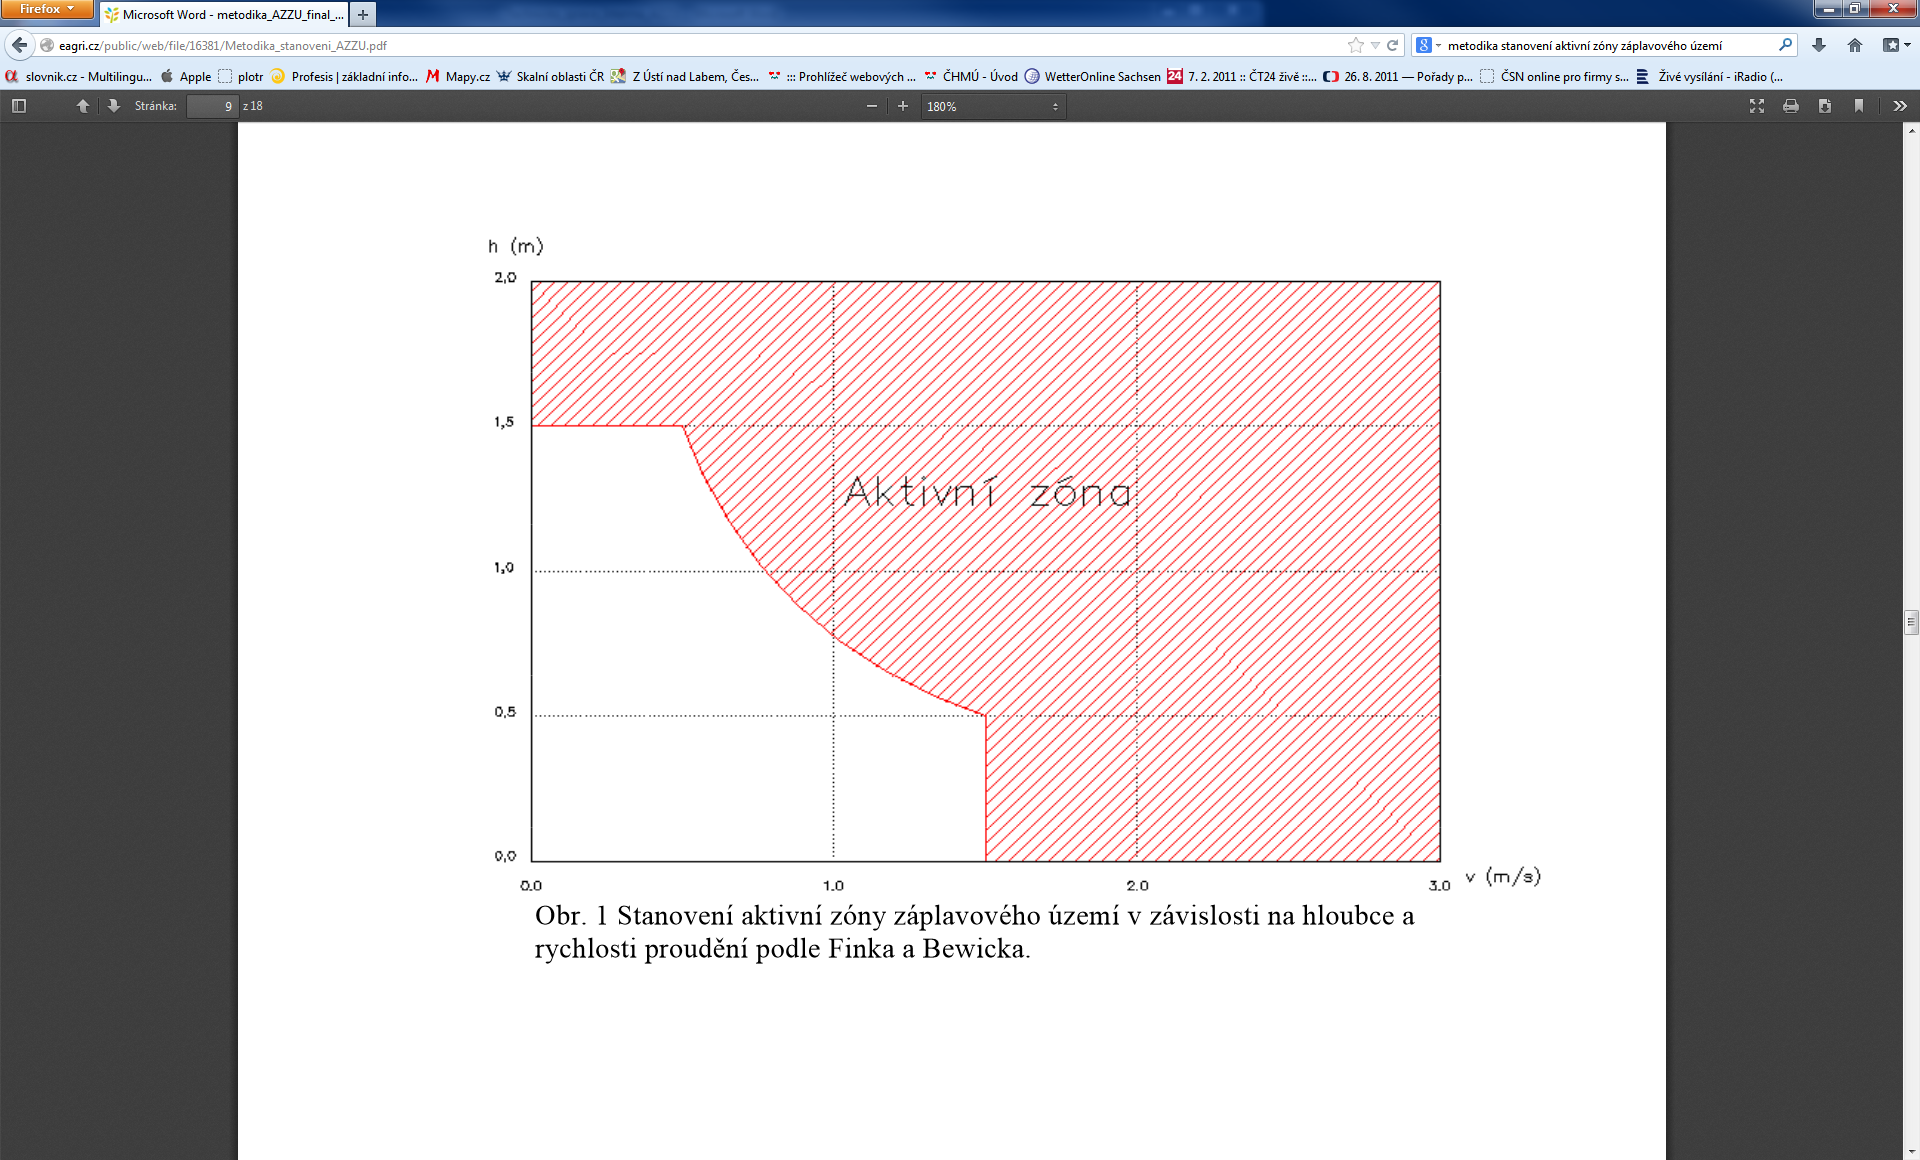 Firefox
Microsoft Word - metodika_AZZU_final_...
eagri.cz/public/web/file/16381/Metodika_stanoveni_AZZU.pdf
metodika stanovení aktivní zóny záplavového území
slovnik.cz - Multilingu...
Apple
plotr
Profesis | základní info...
Mapy.cz
Skalní oblasti ČR
Z Ústí nad Labem, Čes...
::: Prohlížeč webových ...
ČHMÚ - Úvod
WetterOnline Sachsen
24
7. 2. 2011 :: ČT24 živě ::...
26. 8. 2011 — Pořady p...
ČSN online pro firmy s...
Živé vysílání - iRadio (...
Stránka: 9 z 18
180%
h (m)
2,0
1,5
Aktivní zóna
1,0
0,5
0,0
0.0 1.0 2.0 3.0 v (m/s)
Obr. 1 Stanovení aktivní zóny záplavového území v závislosti na hloubce a
rychlosti proudění podle Finka a Bewicka.